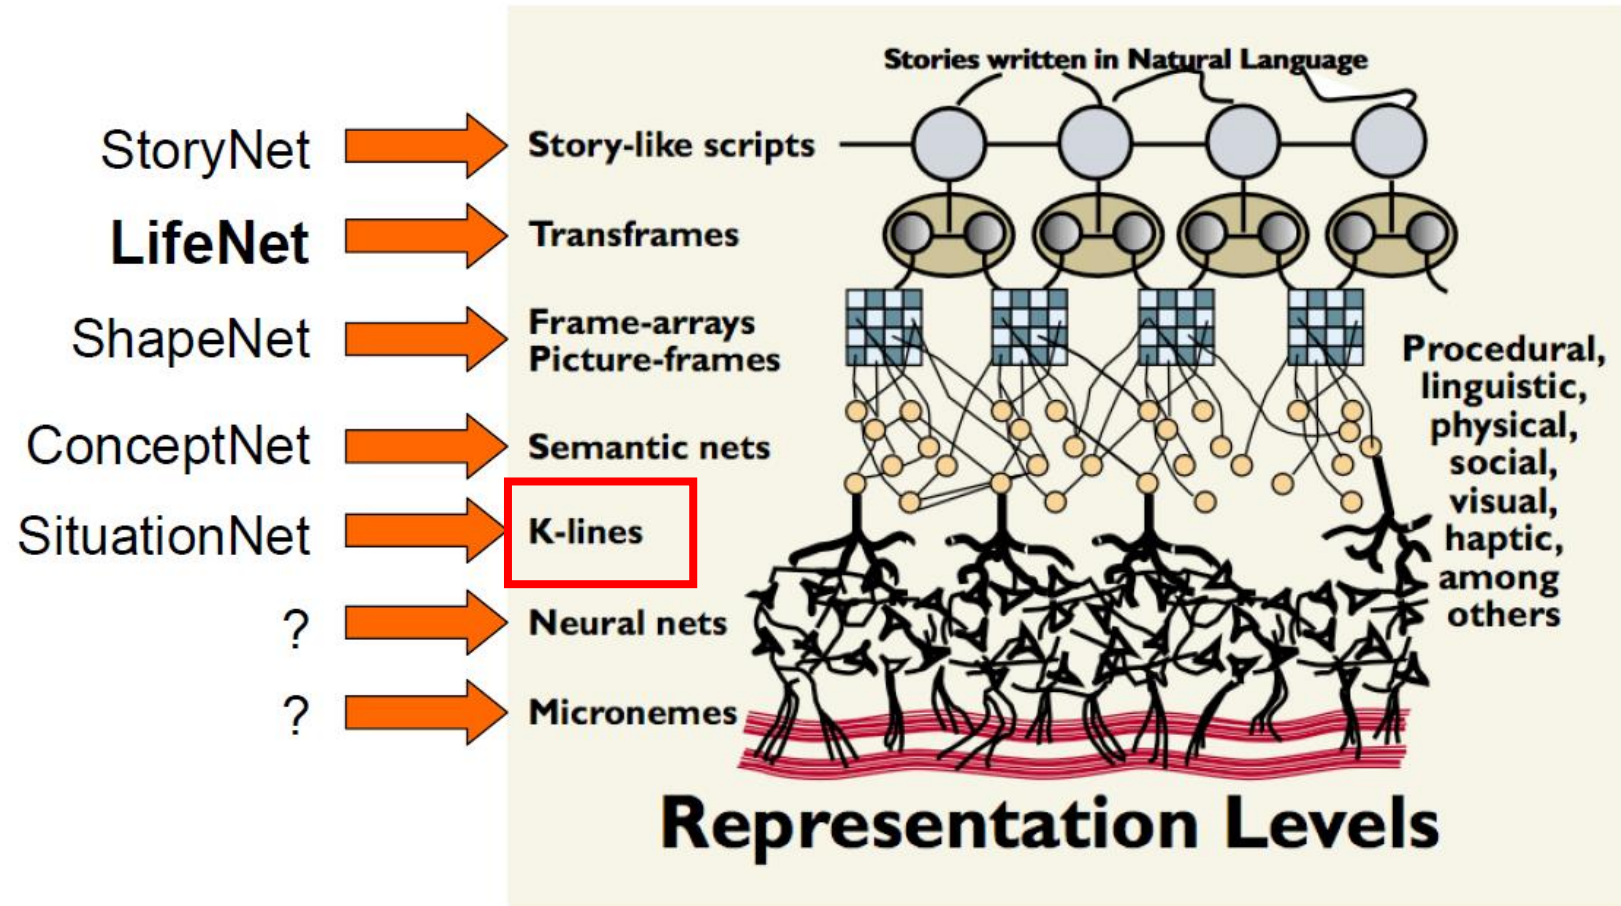 Stories written in Natural Language
StoryNet
Story-like scripts
LifeNet
Transframes
ShapeNet
Frame-arrays
Picture-frames
ConceptNet
Semantic nets
SituationNet
K-lines
?
Neural nets
?
Micronemes
Procedural,
linguistic,
physical,
social,
visual,
haptic,
among
others
Representation Levels